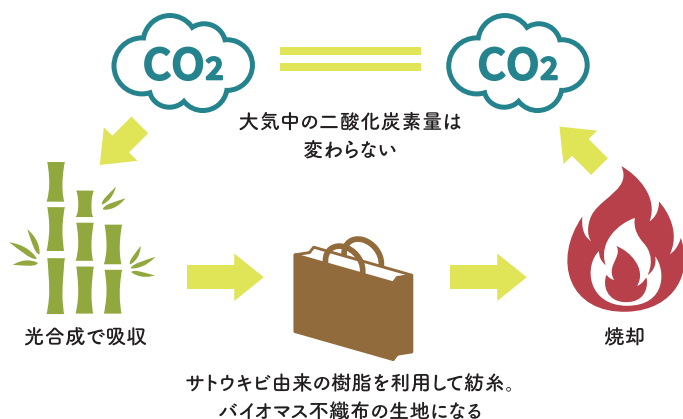 CO2
CO2
大気中の二酸化炭素量は
変わらない
光合成で吸収
焼却
サトウキビ由来の樹脂を利用して紡糸。
バイオマス不織布の生地になる